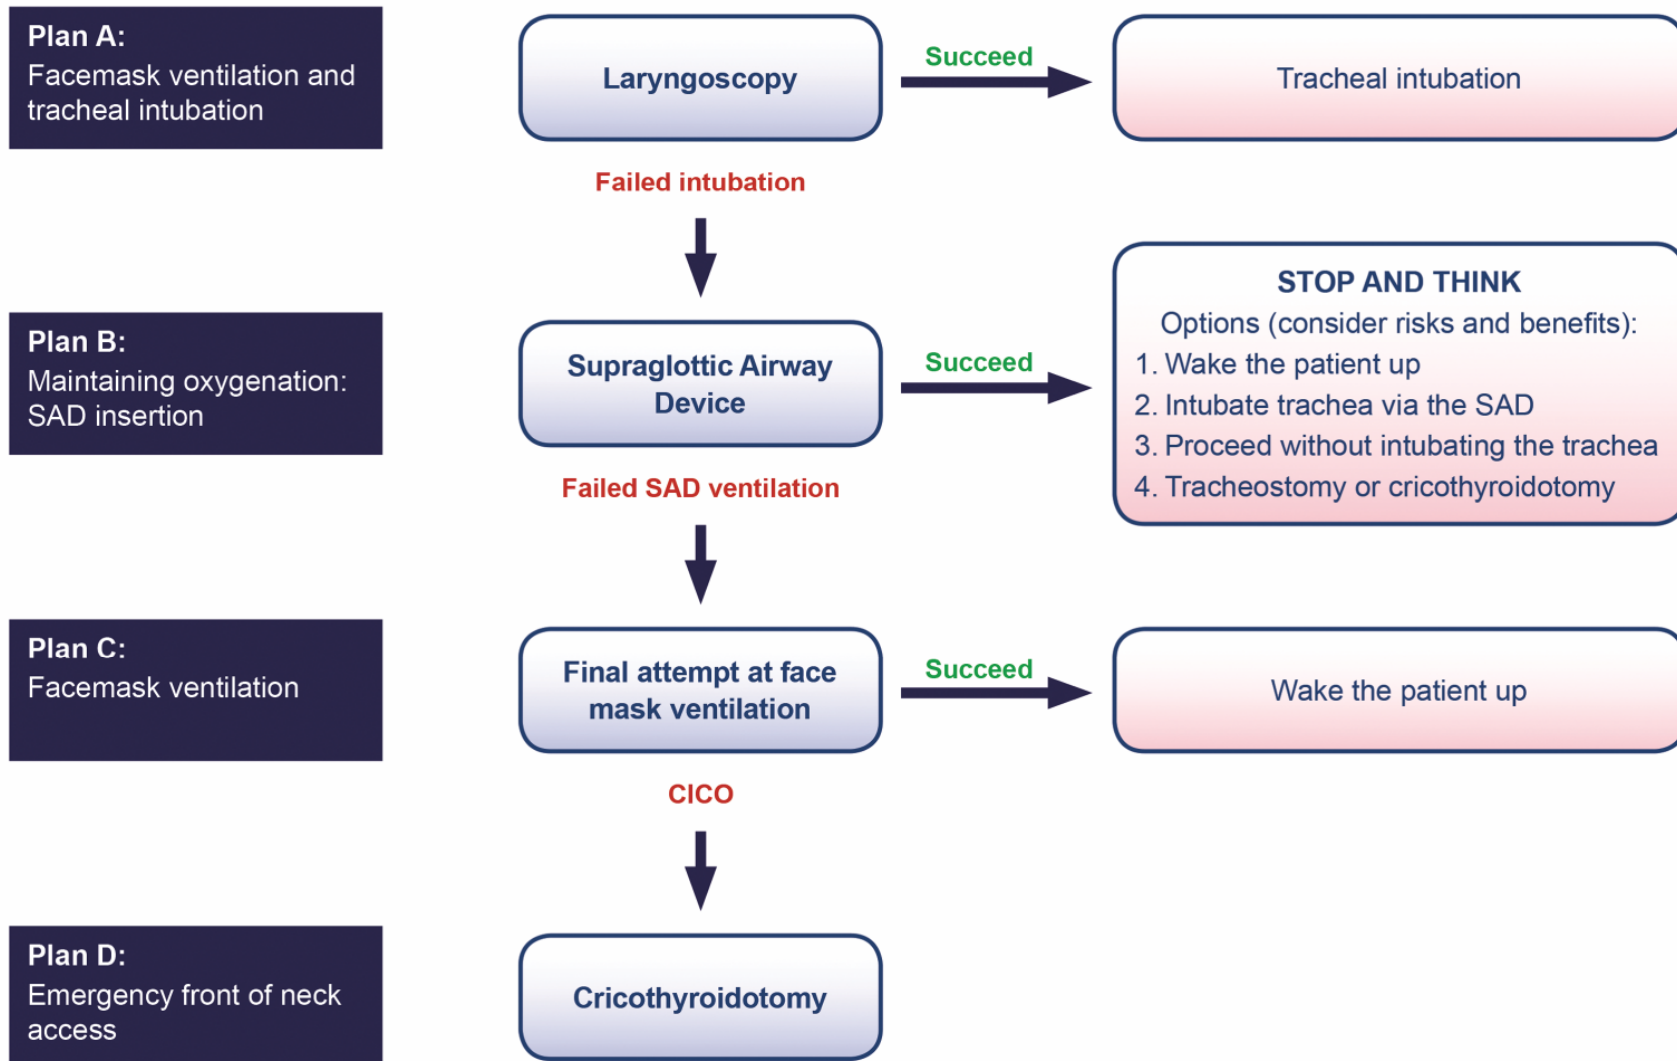 Plan A:
Facemask ventilation and
tracheal intubation
Laryngoscopy
Succeed
Tracheal intubation
Failed intubation
Plan B:
Maintaining oxygenation:
SAD insertion
Supraglottic Airway
Device
Succeed
STOP AND THINK
Options (consider risks and benefits):
1. Wake the patient up
2. Intubate trachea via the SAD
3. Proceed without intubating the trachea
4. Tracheostomy or cricothyroidotomy
Failed SAD ventilation
Plan C:
Facemask ventilation
Final attempt at face
mask ventilation
Succeed
Wake the patient up
CICO
Plan D:
Emergency front of neck
access
Cricothyroidotomy